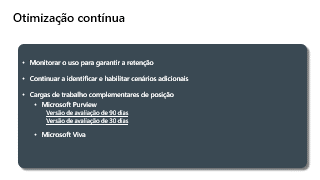 Otimização contínua
• Monitorar o uso para garantir a retenção
• Continuar a identificar e habilitar cenários adicionais
• Cargas de trabalho complementares de posição
• Microsoft Purview
Versão de avaliação de 90 dias
Versão de avaliação de 30 dias
• Microsoft Viva